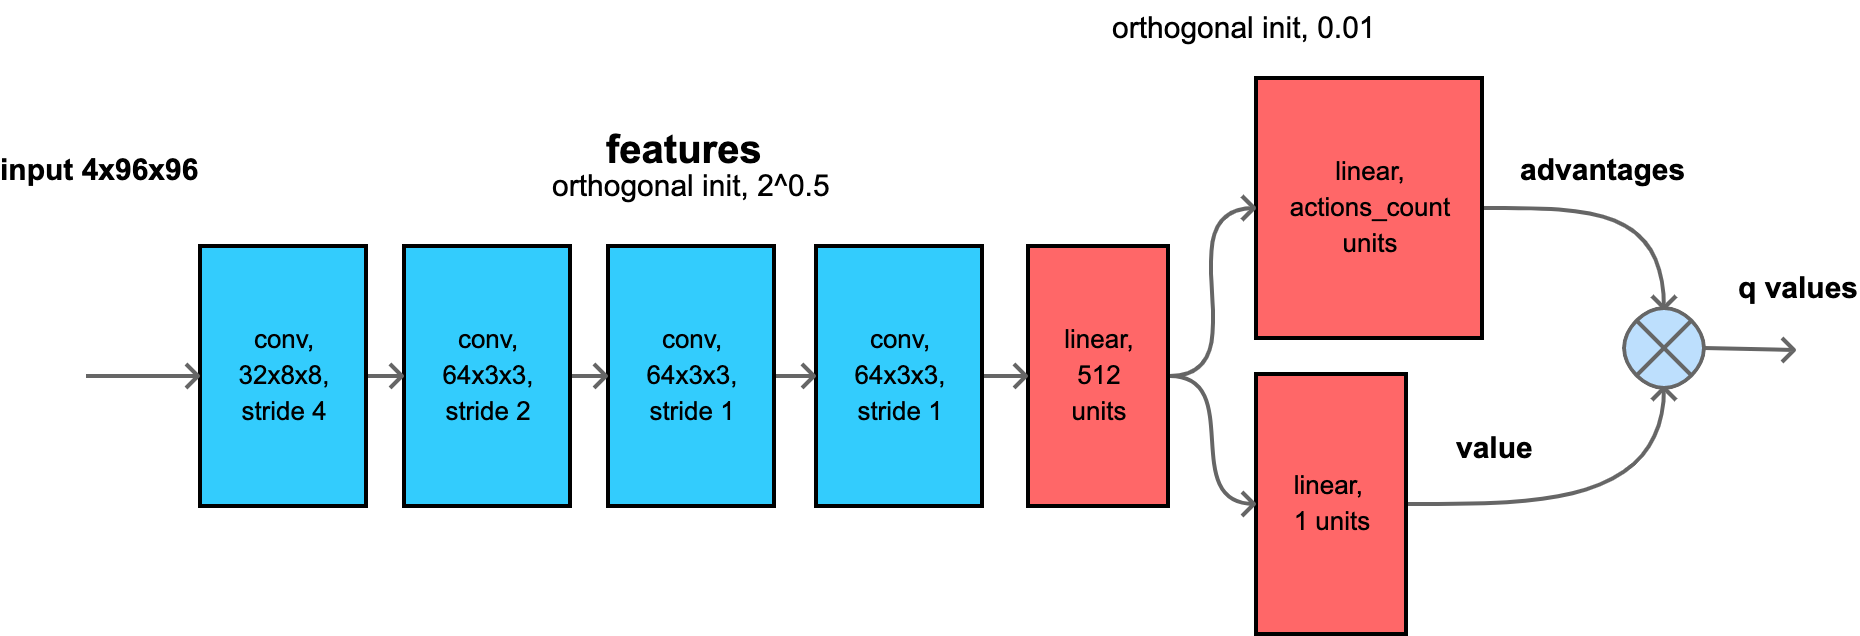 orthogonal init, 0.01
input 4x96x96
features
orthogonal init, 2^0.5
conv,
32x8x8,
stride 4
conv,
64x3x3,
stride 2
conv,
64x3x3,
stride 1
conv,
64x3x3,
stride 1
linear,
512
units
linear,
actions_count
units
advantages
linear,
1 units
value
q values